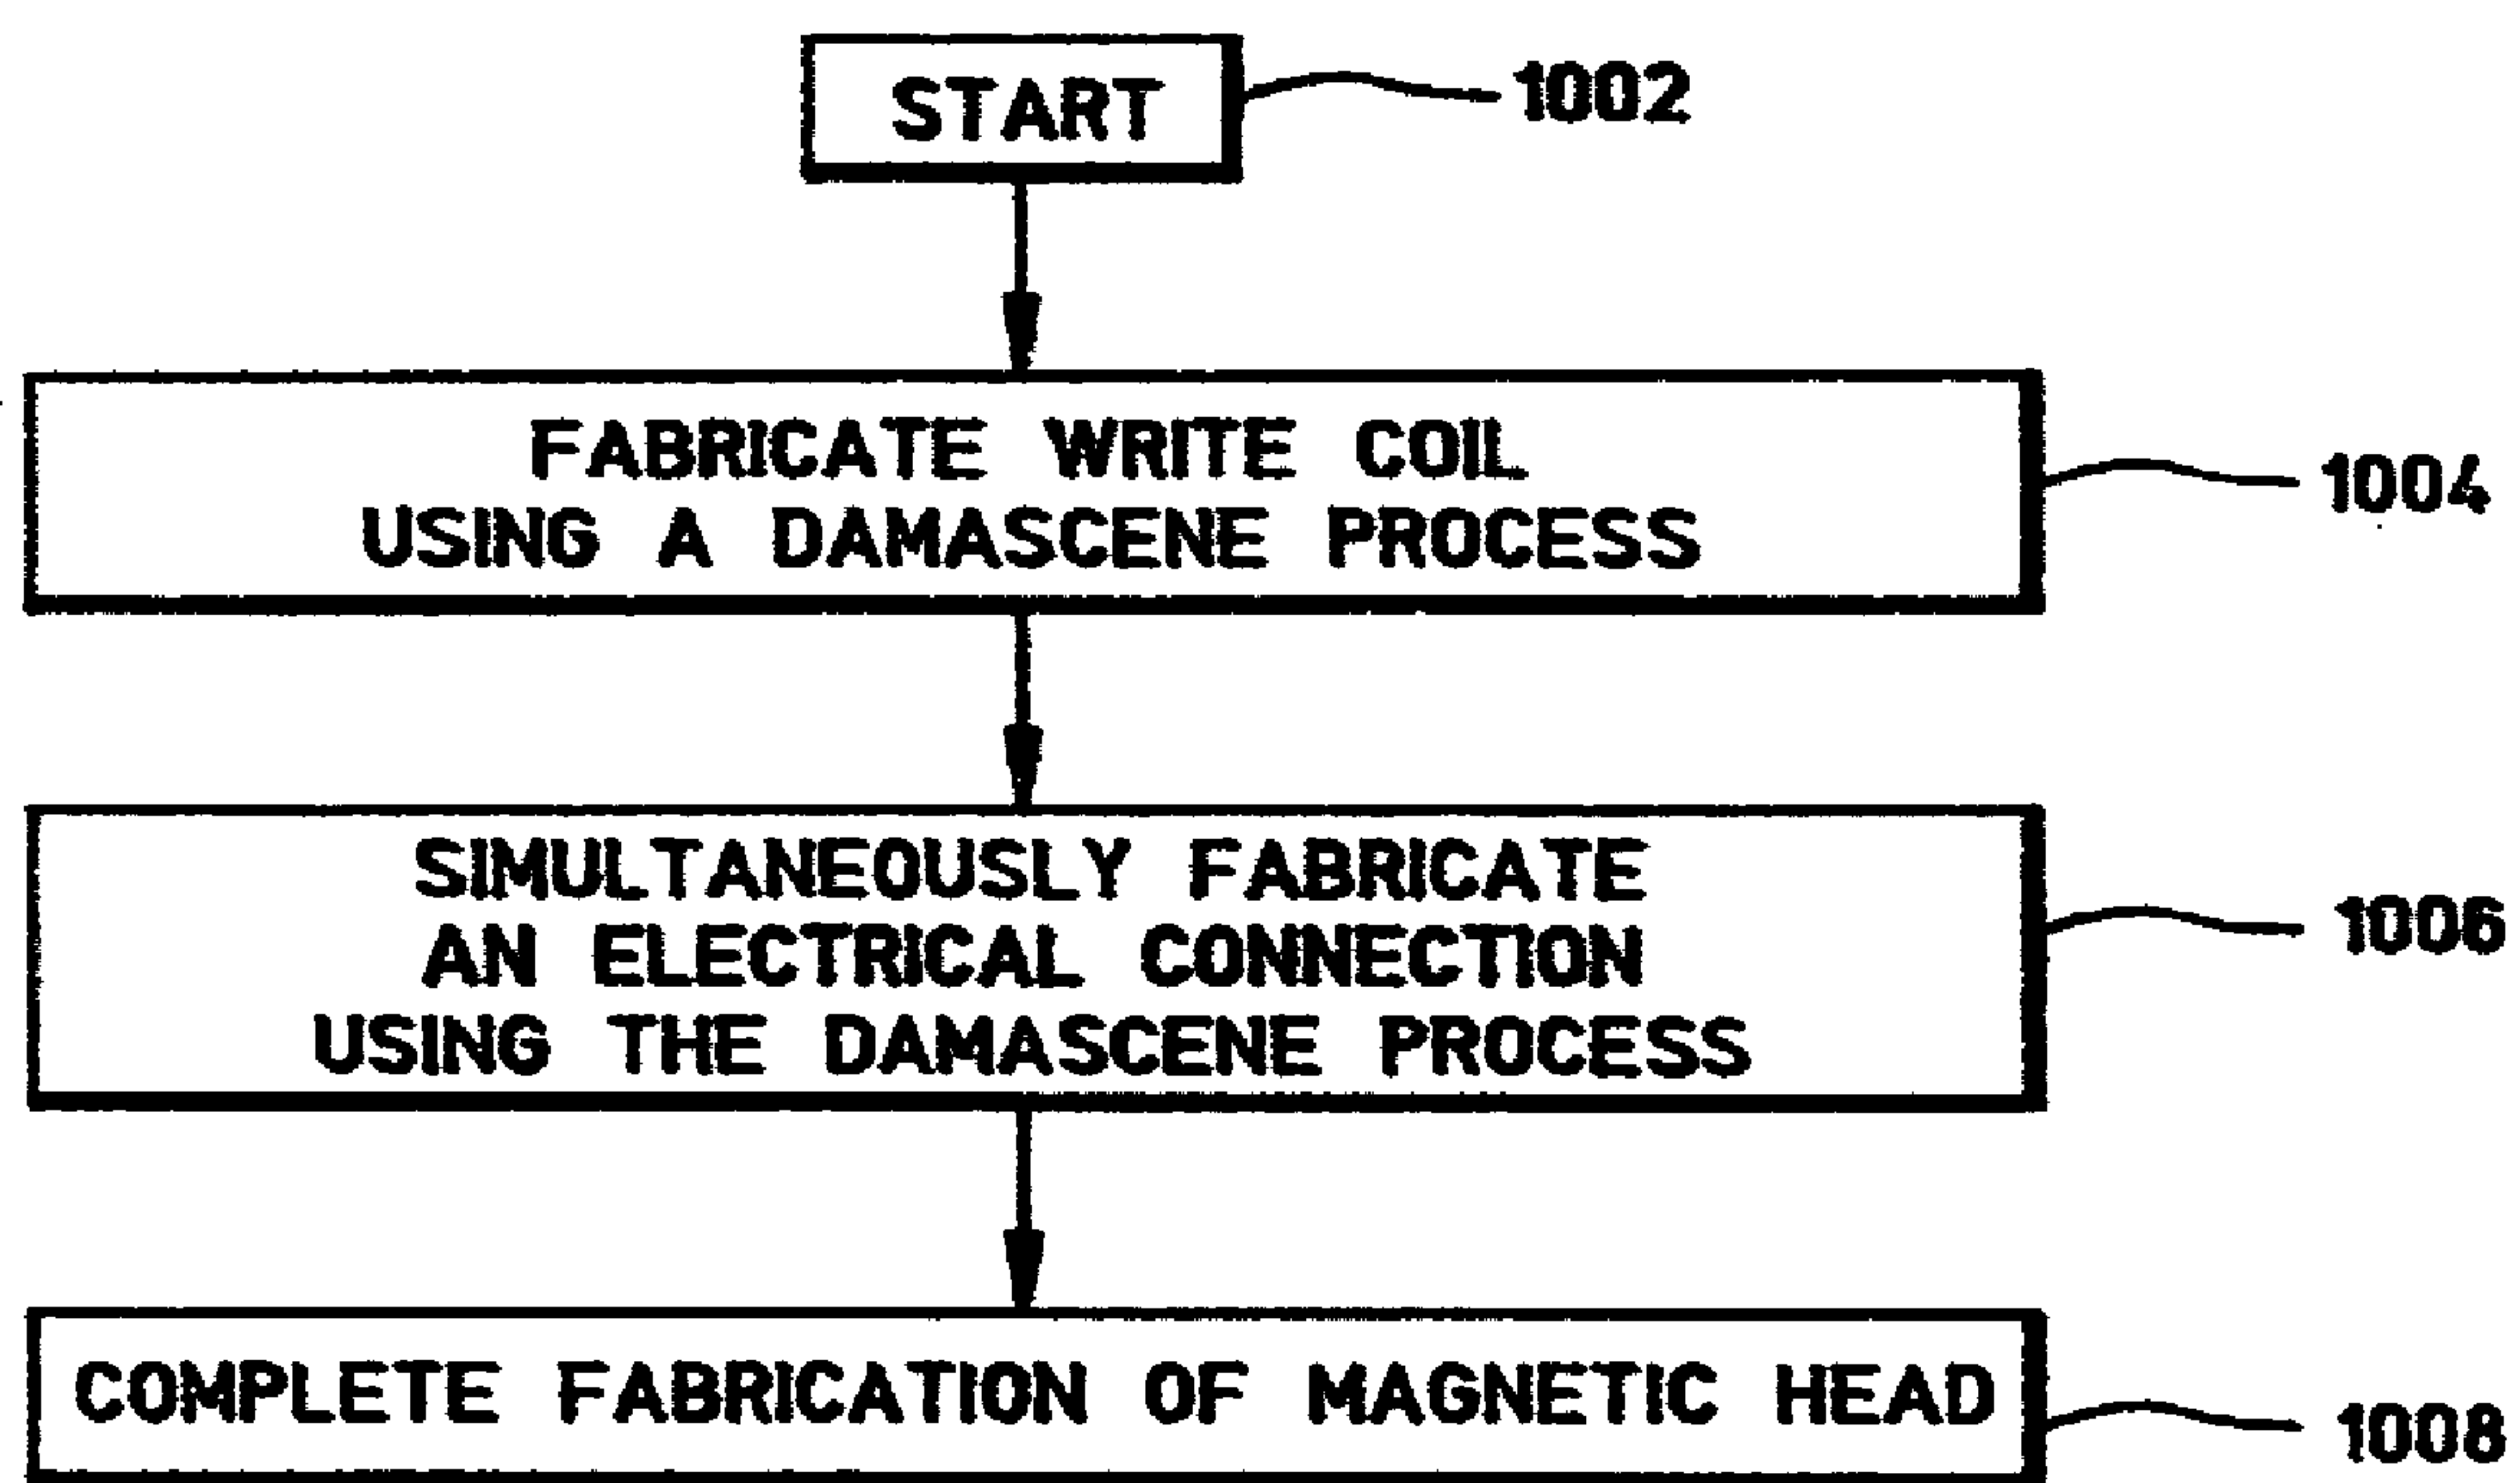 START
1002
FABRICATE WRITE COIL
USING A DAMASCENE PROCESS
1004
SIMULTANEOUSLY FABRICATE
AN ELECTRICAL CONNECTION
USING THE DAMASCENE PROCESS
1006
COMPLETE FABRICATION OF MAGNETIC HEAD
1008